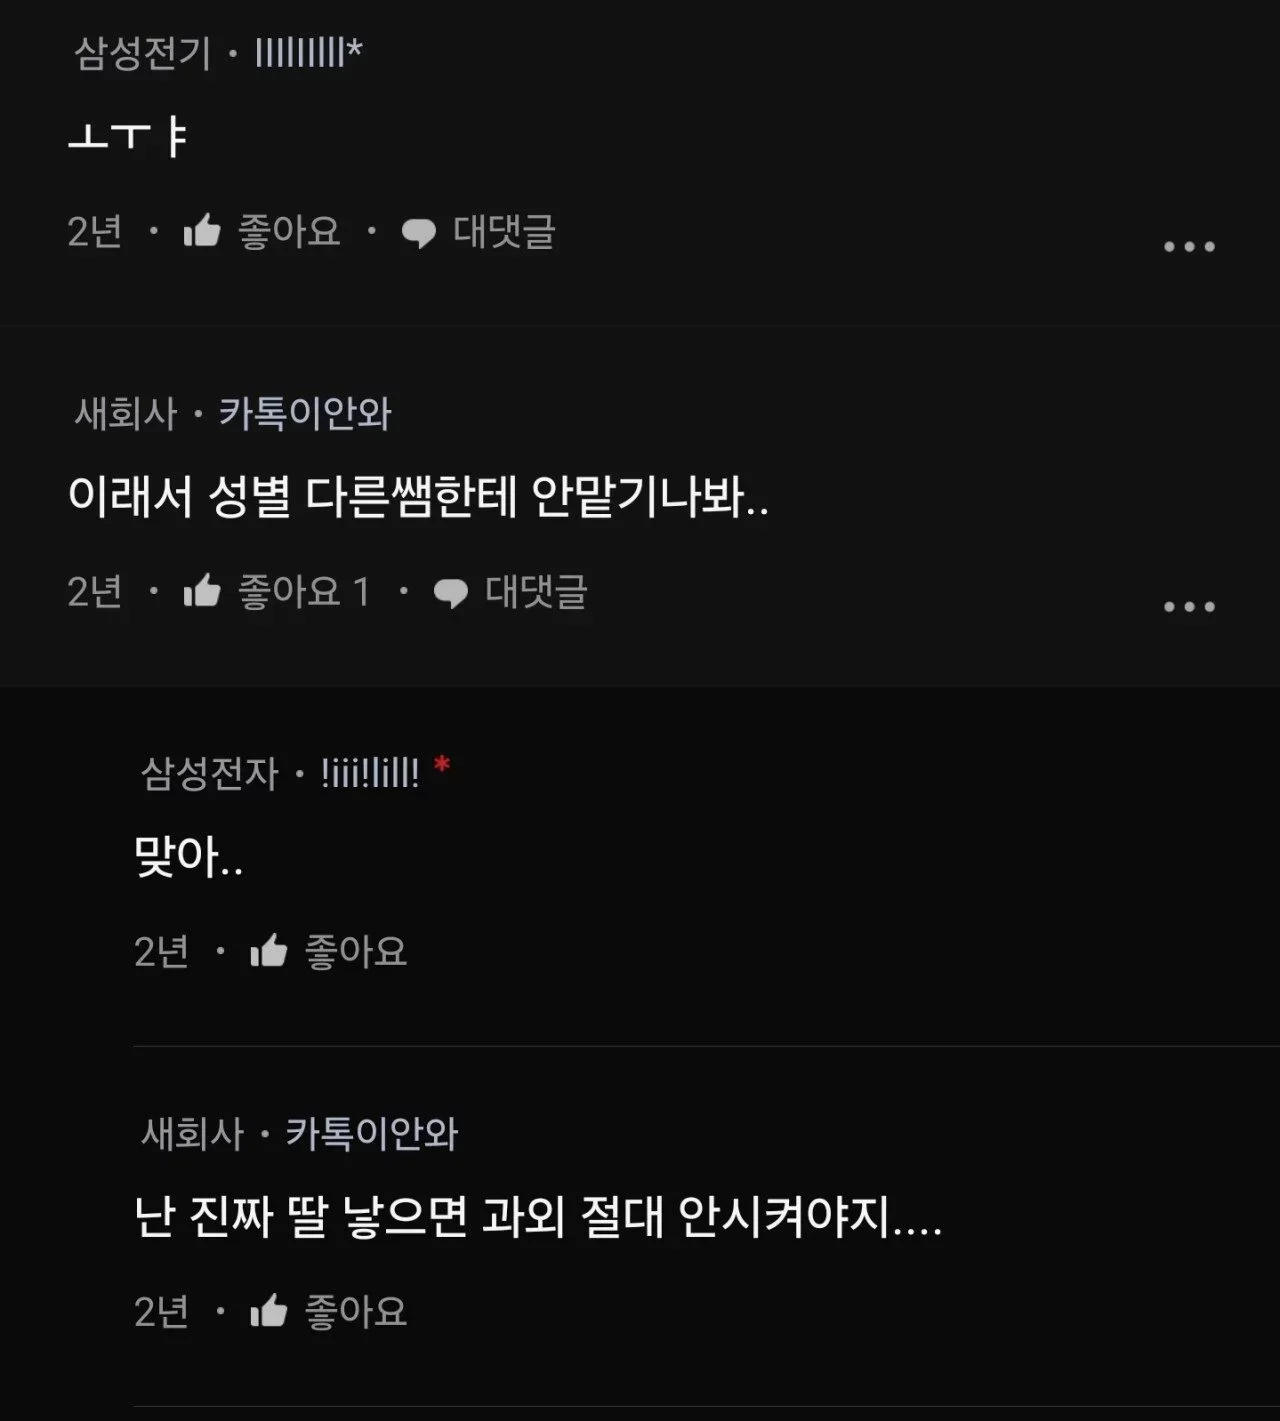 삼성전기 · lllllllll*
ㅗㅜㅑ
2년 · 좋아요 · 대댓글
새회사 · 카톡이안와
이래서 성별 다른쌤한테 안맡기나봐..
2년 · 좋아요 1 · 대댓글
삼성전자 · !iii!lill! *
맞아..
2년 · 좋아요
새회사 · 카톡이안와
난 진짜 딸 낳으면 과외 절대 안시켜야지....
2년 · 좋아요